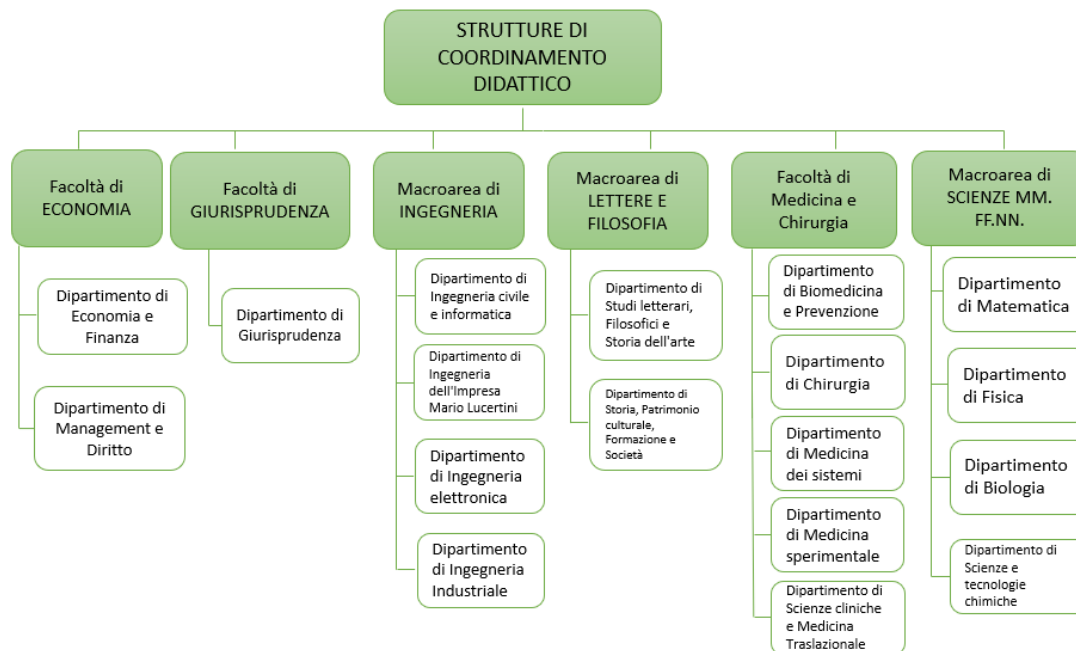 STRUTTURE DI
COORDINAMENTO
DIDATTICO
Facoltà di
ECONOMIA
Dipartimento di
Economia e
Finanza
Dipartimento di
Management e
Diritto
Facoltà di
GIURISPRUDENZA
Dipartimento di
Giurisprudenza
Macroarea di
INGEGNERIA
Dipartimento di
Ingegneria civile
e informatica
Dipartimento di
Ingegneria
dell'Impresa
Mario Lucertini
Dipartimento
di Ingegneria
elettronica
Dipartimento
di Ingegneria
Industriale
Macroarea di
LETTERE E
FILOSOFIA
Dipartimento di
Studi letterari,
Filosofici e
Storia dell'arte
Dipartimento di
Storia, Patrimonio
culturale,
Formazione e
Società
Facoltà di
Medicina e
Chirurgia
Dipartimento
di Biomedicina
e Prevenzione
Dipartimento
di Chirurgia
Dipartimento
di Medicina
dei sistemi
Dipartimento
di Medicina
sperimentale
Dipartimento di
Scienze cliniche
e Medicina
Traslazionale
Macroarea di
SCIENZE MM.
FF.NN.
Dipartimento
di Matematica
Dipartimento
di Fisica
Dipartimento
di Biologia
Dipartimento di
Scienze e
tecnologie
chimiche